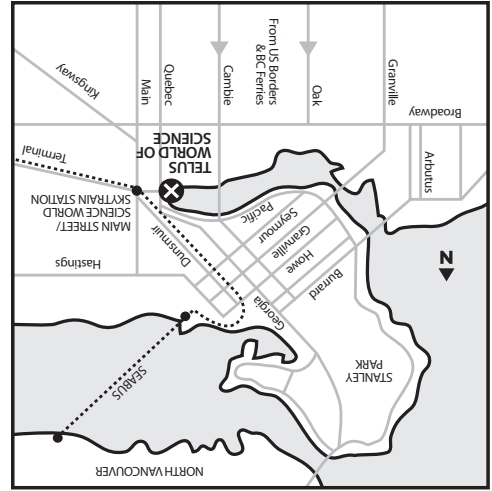 NORTH VANCOUVER
SEABUS
STANLEY
PARK
N
Georgia
Burrard
Howe
Granville
Seymour
Pacific
Dunsmuir
Hastings
MAIN STREET/
SCIENCE WORLD
SKYTRAIN STATION
Terminal
TELUS
WORLD OF
SCIENCE
Arbutus
Broadway
Granville
Oak
From US Borders
& BC Ferries
Cambie
Quebec
Main
Kingsway